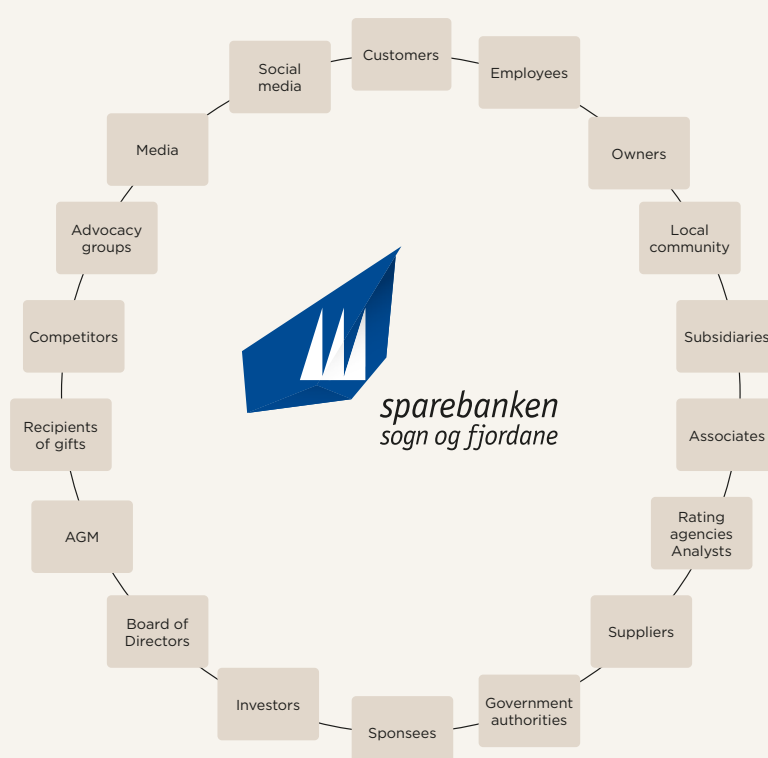 Customers
Employees
Social
media
Media
Owners
Advocacy
groups
Local
community
Competitors
Subsidiaries
sparebanken
sogn og fjordane
Recipients
of gifts
Associates
AGM
Rating
agencies
Analysts
Board of
Directors
Suppliers
Investors
Government
authorities
Sponsees